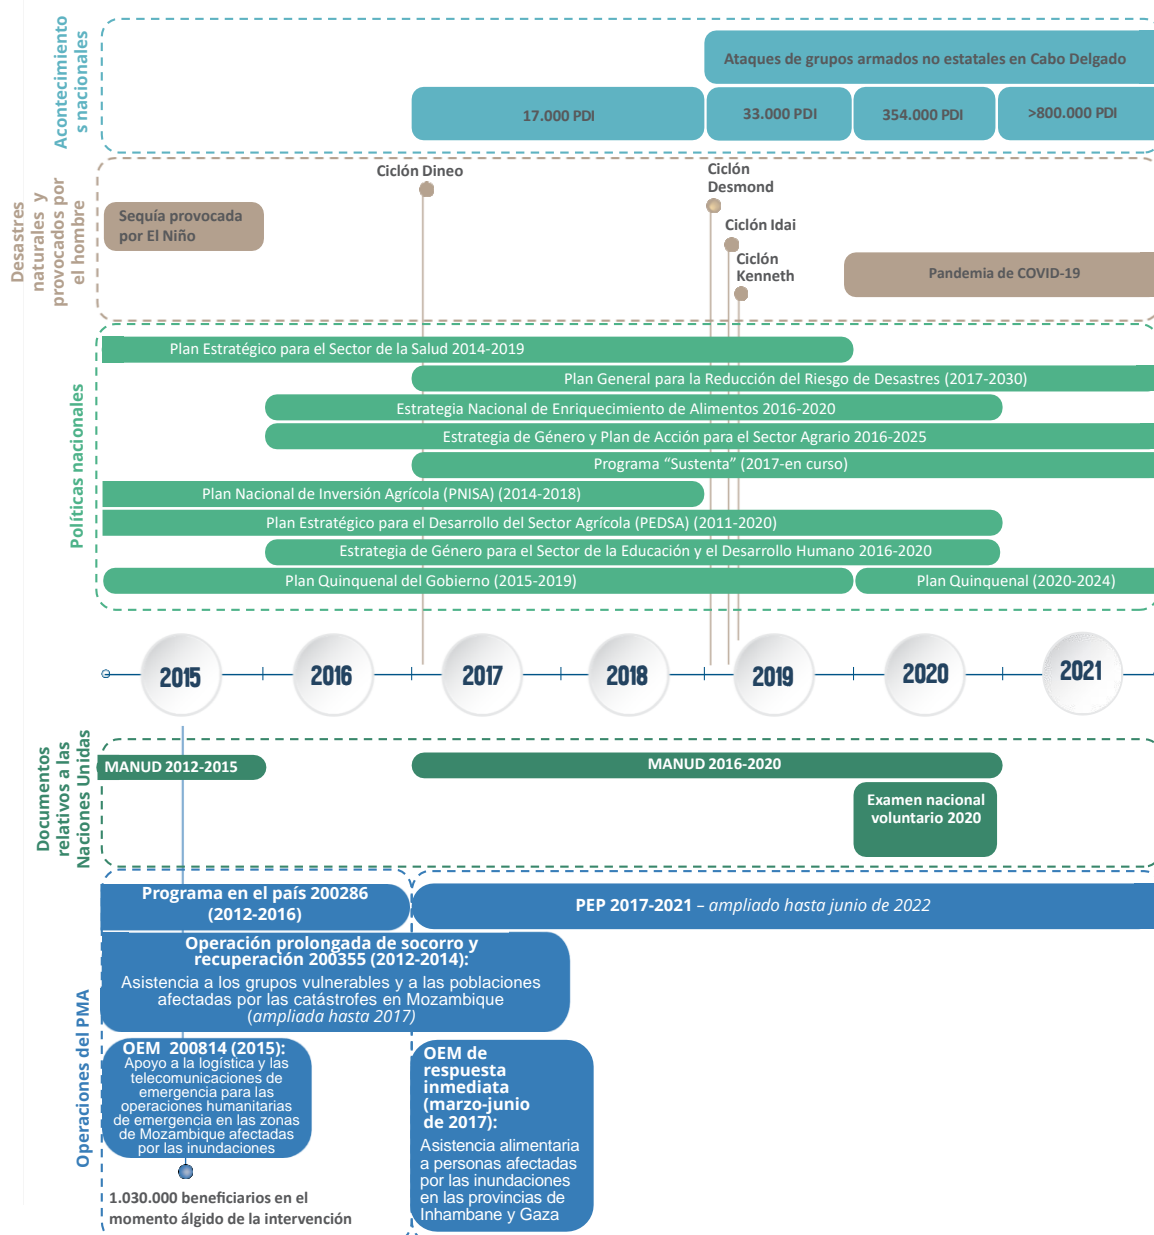 Acontecimiento
s nacionales
Ataques de grupos armados no estatales en Cabo Delgado
17.000 PDI
33.000 PDI
354.000 PDI
>800.000 PDI
Desastres
naturales y
provocados por
el hombre
Ciclón Dineo
Ciclón
Desmond
Sequía provocada
por El Niño
Ciclón Idai
Ciclón
Kenneth
Pandemia de COVID-19
Políticas nacionales
Plan Estratégico para el Sector de la Salud 2014-2019
Plan General para la Reducción del Riesgo de Desastres (2017-2030)
Estrategia Nacional de Enriquecimiento de Alimentos 2016-2020
Estrategia de Género y Plan de Acción para el Sector Agrario 2016-2025
Programa “Sustenta” (2017-en curso)
Plan Nacional de Inversión Agrícola (PNISA) (2014-2018)
Plan Estratégico para el Desarrollo del Sector Agrícola (PEDSA) (2011-2020)
Estrategia de Género para el Sector de la Educación y el Desarrollo Humano 2016-2020
Plan Quinquenal del Gobierno (2015-2019)
Plan Quinquenal (2020-2024)
2015
2016
2017
2018
2019
2020
2021
Documentos
relativos a las
Naciones Unidas
MANUD 2012-2015
MANUD 2016-2020
Examen nacional
voluntario 2020
Operaciones del PMA
Programa en el país 200286
(2012-2016)
PEP 2017-2021 – ampliado hasta junio de 2022
Operación prolongada de socorro y
recuperación 200355 (2012-2014):
Asistencia a los grupos vulnerables y a las poblaciones
afectadas por las catástrofes en Mozambique
(ampliada hasta 2017)
OEM 200814 (2015):
Apoyo a la logística y las
telecomunicaciones de
emergencia para las
operaciones humanitarias
de emergencia en las zonas
de Mozambique afectadas
por las inundaciones
1.030.000 beneficiarios en el
momento álgido de la intervención
OEM de
respuesta
inmediata
(marzo-junio
de 2017):
Asistencia alimentaria
a personas afectadas
por las inundaciones
en las provincias de
Inhambane y Gaza